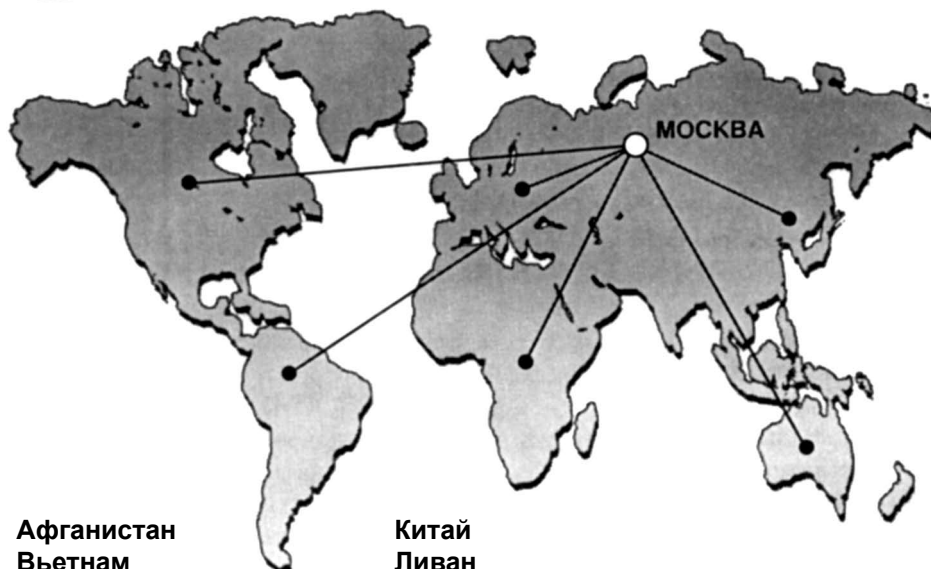 МОСКВА
Афганистан
Вьетнам
Китай
Ливан